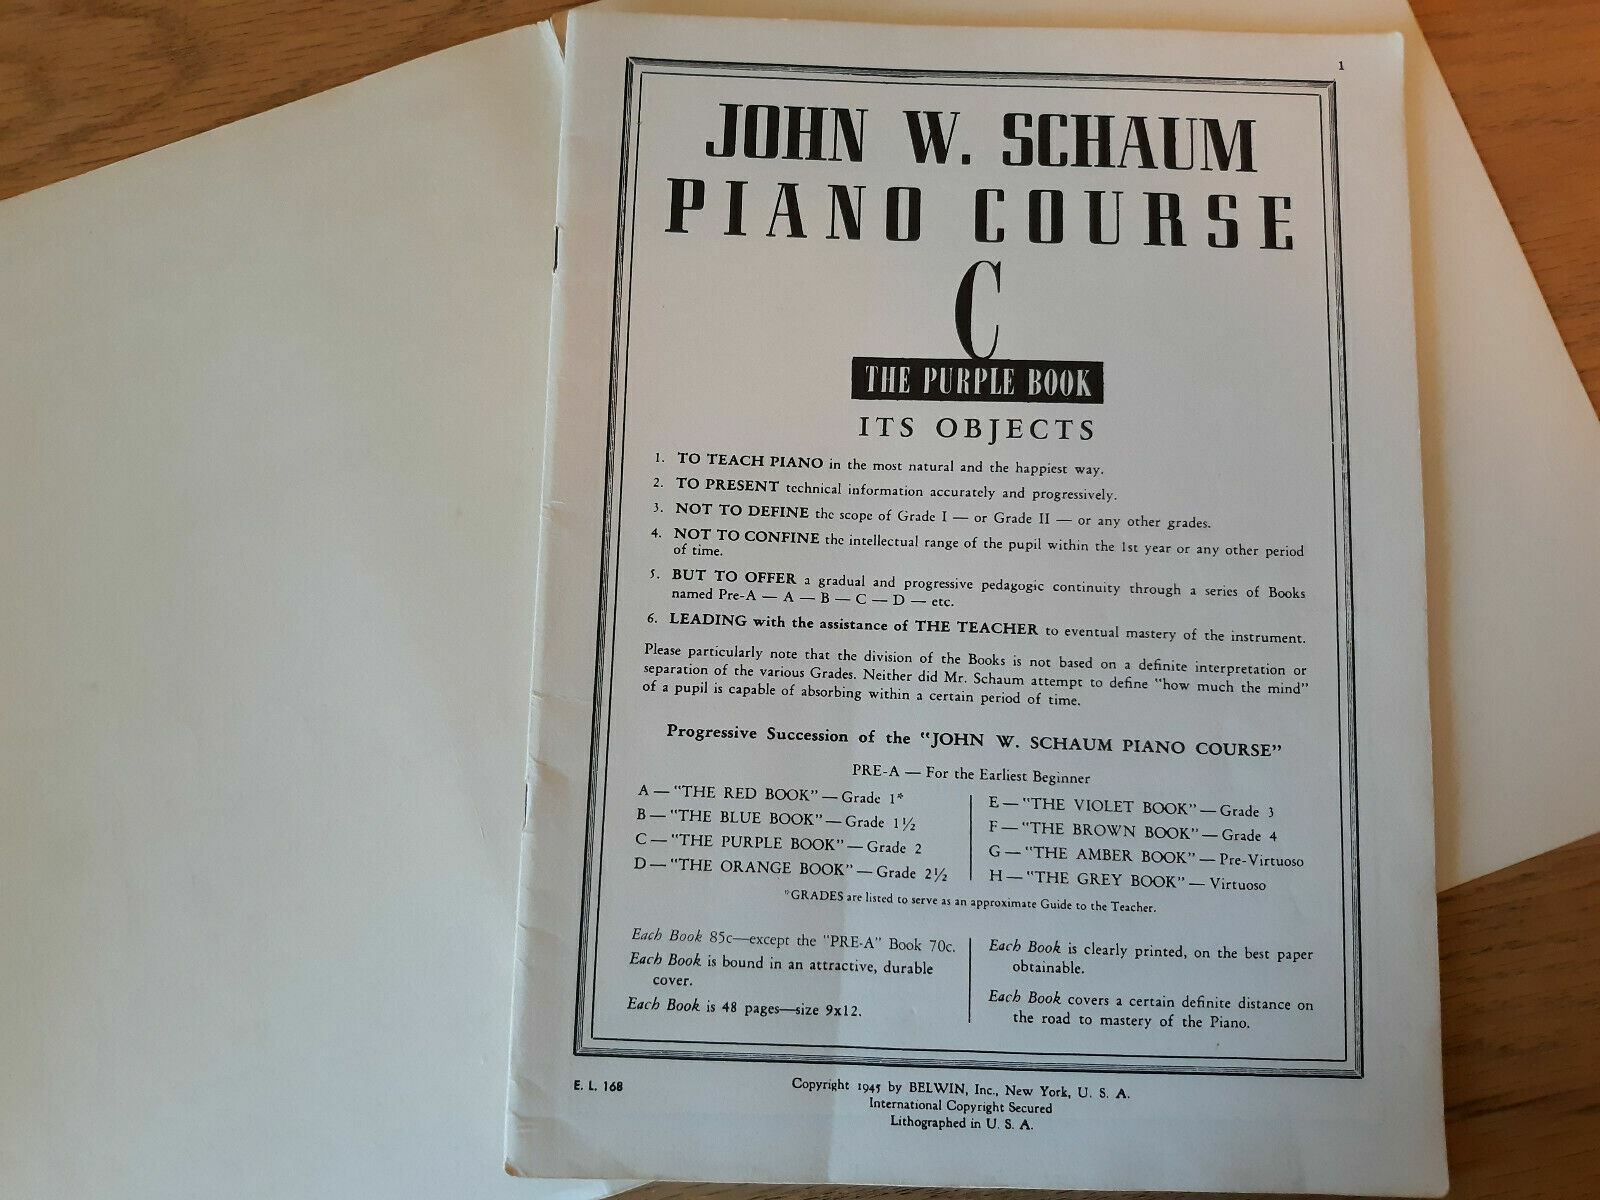 1
JOHN W. SCHAUM
PIANO COURSE
C
THE PURPLE BOOK
ITS OBJECTS
1. TO TEACH PIANO in the most natural and the happiest way.
2. TO PRESENT technical information accurately and progressively.
3. NOT TO DEFINE the scope of Grade I — or Grade II — or any other grades.
4. NOT TO CONFINE the intellectual range of the pupil within the 1st year or any other period
of time.
5. BUT TO OFFER a gradual and progressive pedagogic continuity through a series of Books
named Pre-A — A — B — C — D — etc.
6. LEADING with the assistance of THE TEACHER to eventual mastery of the instrument.
Please particularly note that the division of the Books is not based on a definite interpretation or
separation of the various Grades. Neither did Mr. Schaum attempt to define "how much the mind"
of a pupil is capable of absorbing within a certain period of time.
Progressive Succession of the "JOHN W. SCHAUM PIANO COURSE"
PRE-A — For the Earliest Beginner
A — "THE RED BOOK" — Grade 1*
B — "THE BLUE BOOK" — Grade 1½
C — "THE PURPLE BOOK" — Grade 2
D — "THE ORANGE BOOK" — Grade 2½
E — "THE VIOLET BOOK" — Grade 3
F — "THE BROWN BOOK" — Grade 4
G — "THE AMBER BOOK" — Pre-Virtuoso
H — "THE GREY BOOK" — Virtuoso
*GRADES are listed to serve as an approximate Guide to the Teacher.
Each Book 85c—except the "PRE-A" Book 70c.
Each Book is bound in an attractive, durable
cover.
Each Book is 48 pages—size 9x12.
Each Book is clearly printed, on the best paper
obtainable.
Each Book covers a certain definite distance on
the road to mastery of the Piano.
E. L. 168
Copyright 1945 by BELWIN, Inc., New York, U. S. A.
International Copyright Secured
Lithographed in U. S. A.